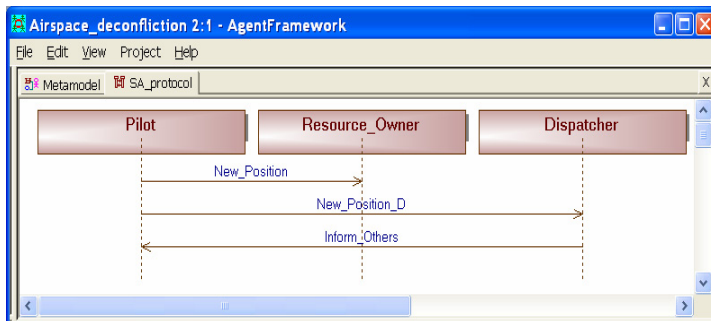 Airspace_deconfliction 2:1 - AgentFramework
File Edit View Project Help
Metamodel SA_protocol X
Pilot Resource_Owner Dispatcher
New_Position
New_Position_D
Inform_Others